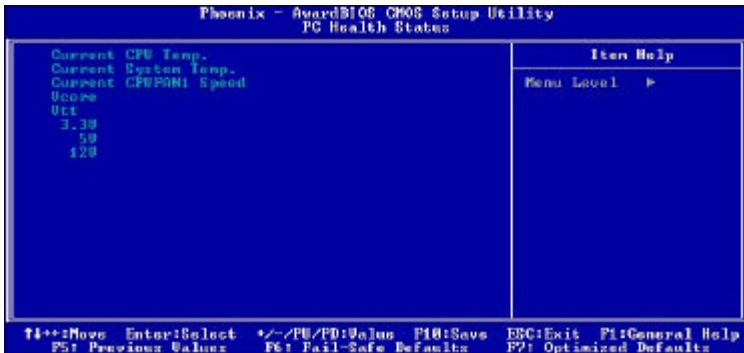 Phoenix - AwardBIOS CMOS Setup Utility
PC Health Status
Current CPU Temp.
Current System Temp.
Current CPUFAN1 Speed
Vcore
Vtt
3.3V
5V
12V
Item Help
Menu Level ►
↑↓→←:Move Enter:Select +/-/PU/PD:Value F10:Save ESC:Exit F1:General Help
F5: Previous Values F6: Fail-Safe Defaults F7: Optimized Defaults